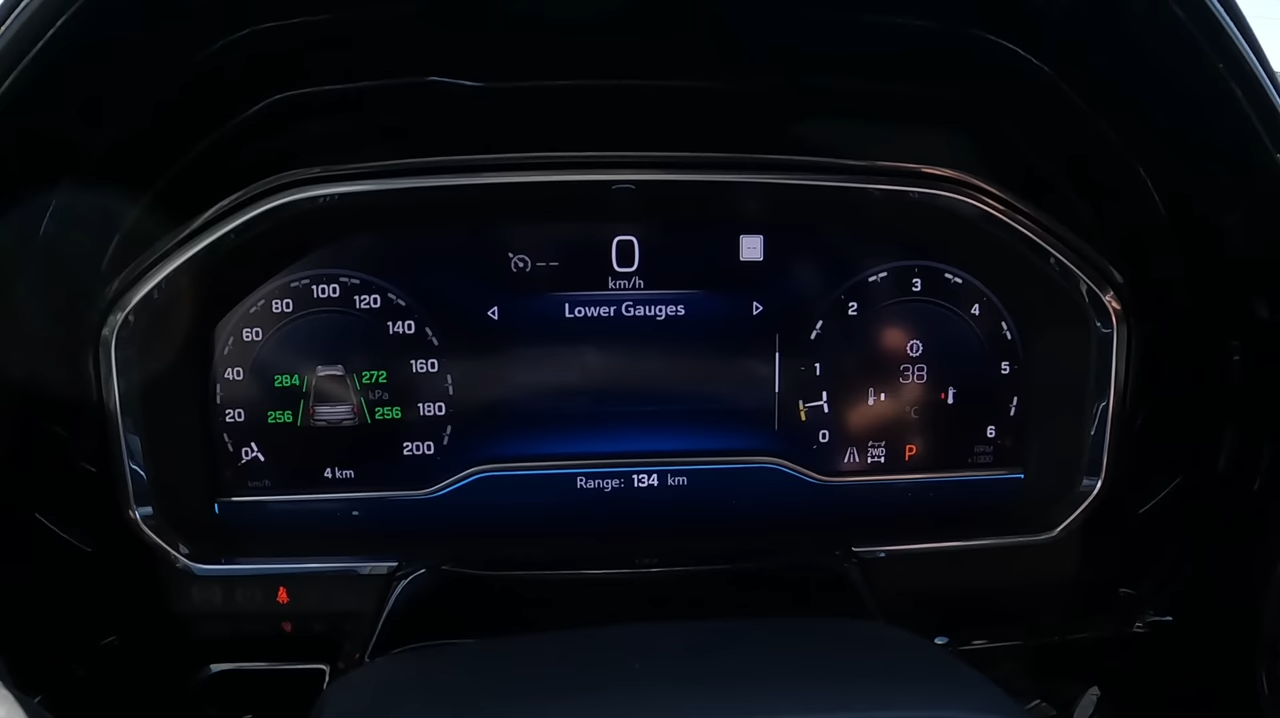 0
km/h
--
--
Lower Gauges
0
20
40
60
80
100
120
140
160
180
200
km/h
284
272
kPa
256
256
4 km
Range: 134 km
0
1
2
3
4
5
6
38
°C
2WD
P
RPM
x1000